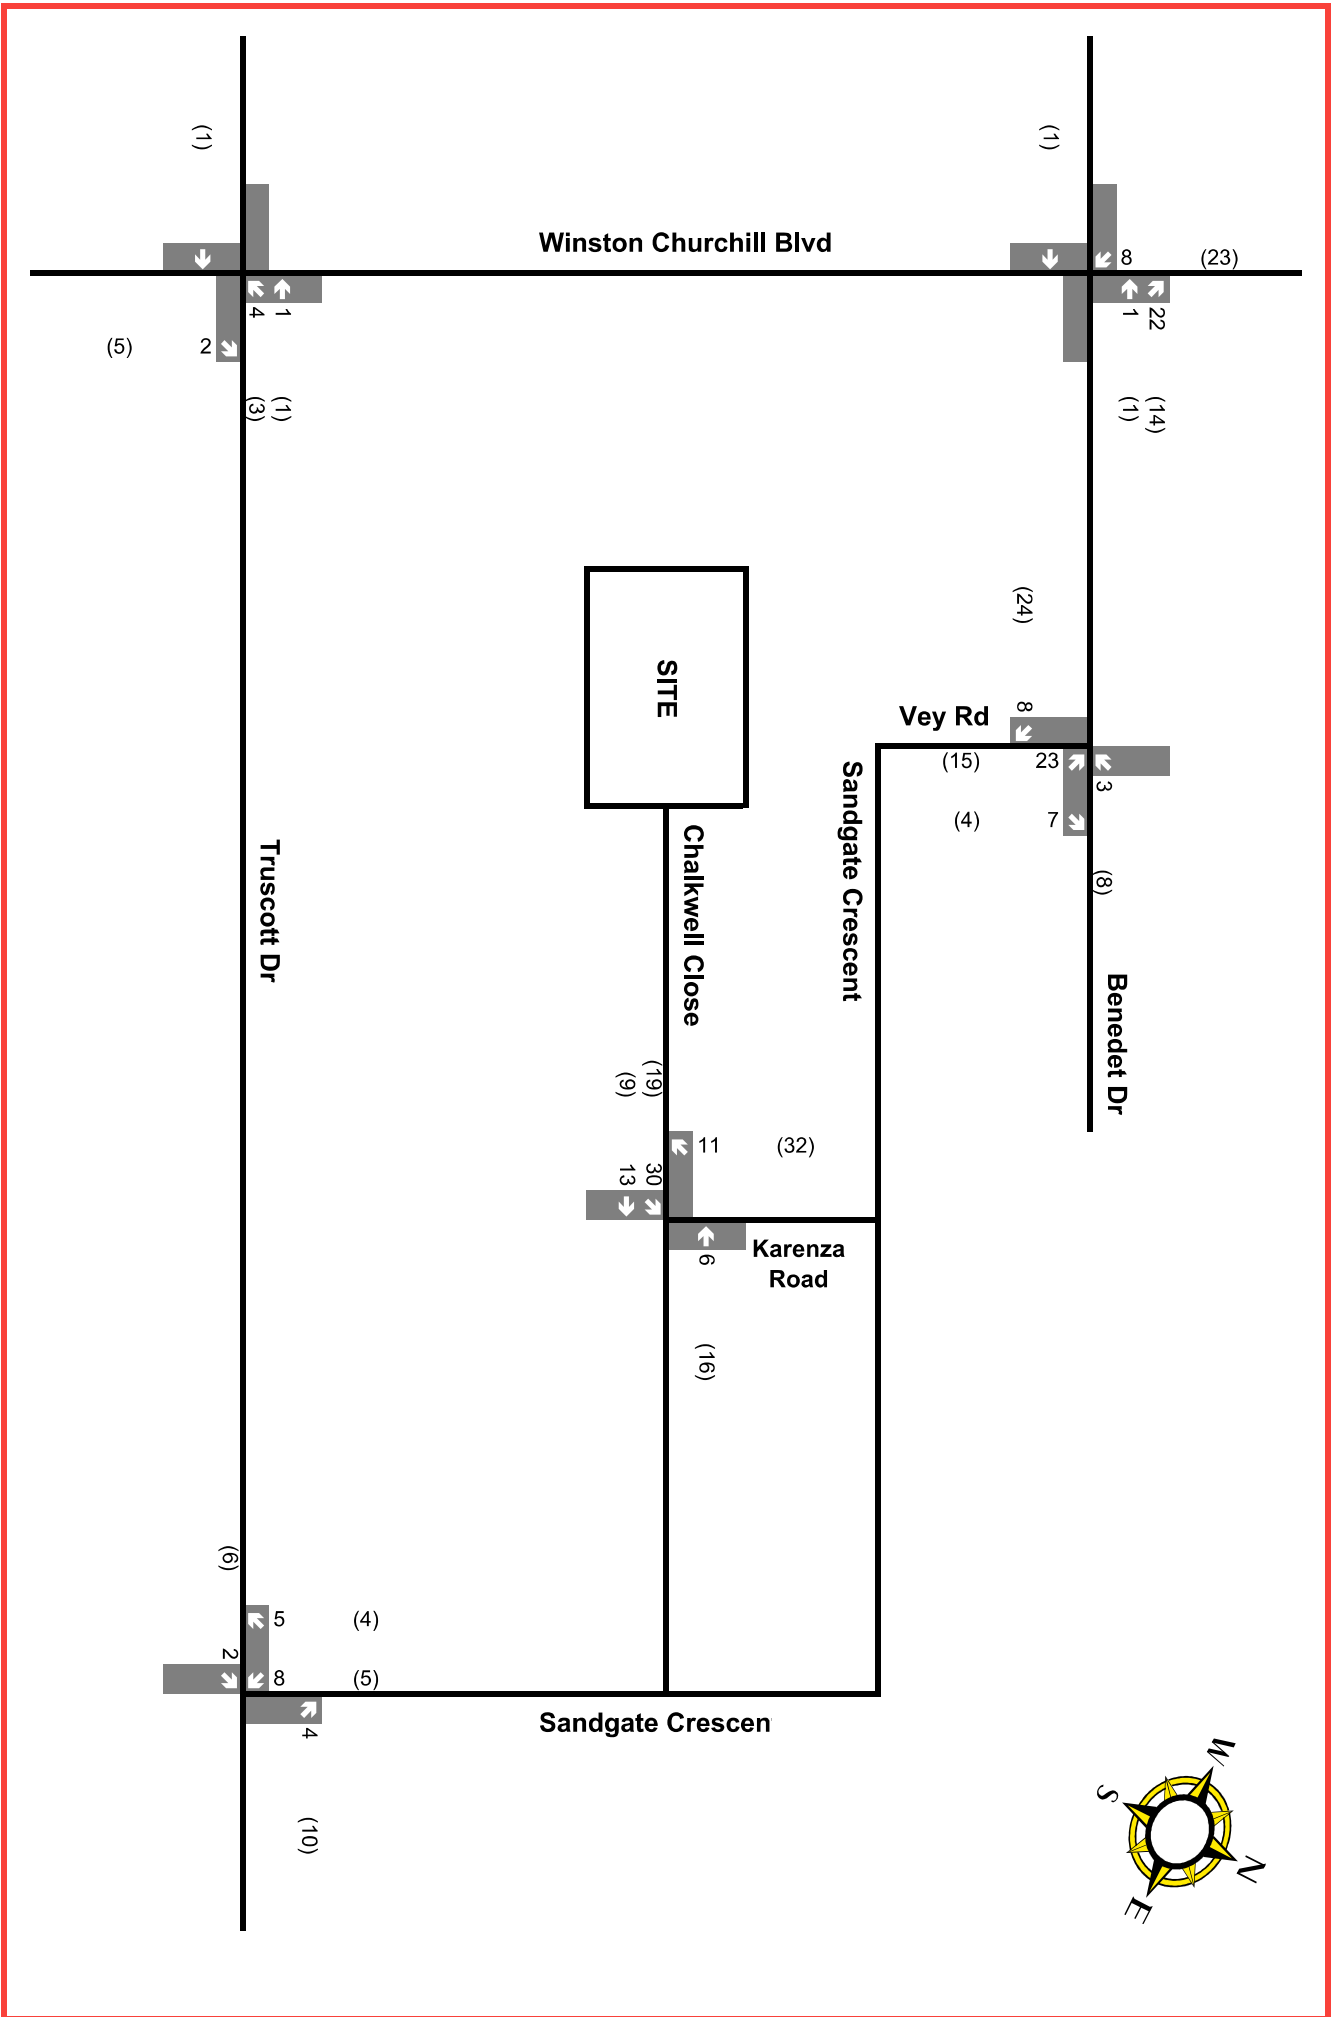 (1)
(1)
Winston Churchill Blvd
8
(23)
4
1
1
22
(5)
2
(3)
(1)
(1)
(14)
(24)
SITE
8
Vey Rd
(15)
23
3
(4)
7
Sandgate Crescent
(8)
Truscott Dr
Chalkwell Close
Benedet Dr
(9)
(19)
11
(32)
13
30
6
Karenza
Road
(16)
(6)
5
(4)
2
8
(5)
4
Sandgate Crescen
(10)
W
S
N
E